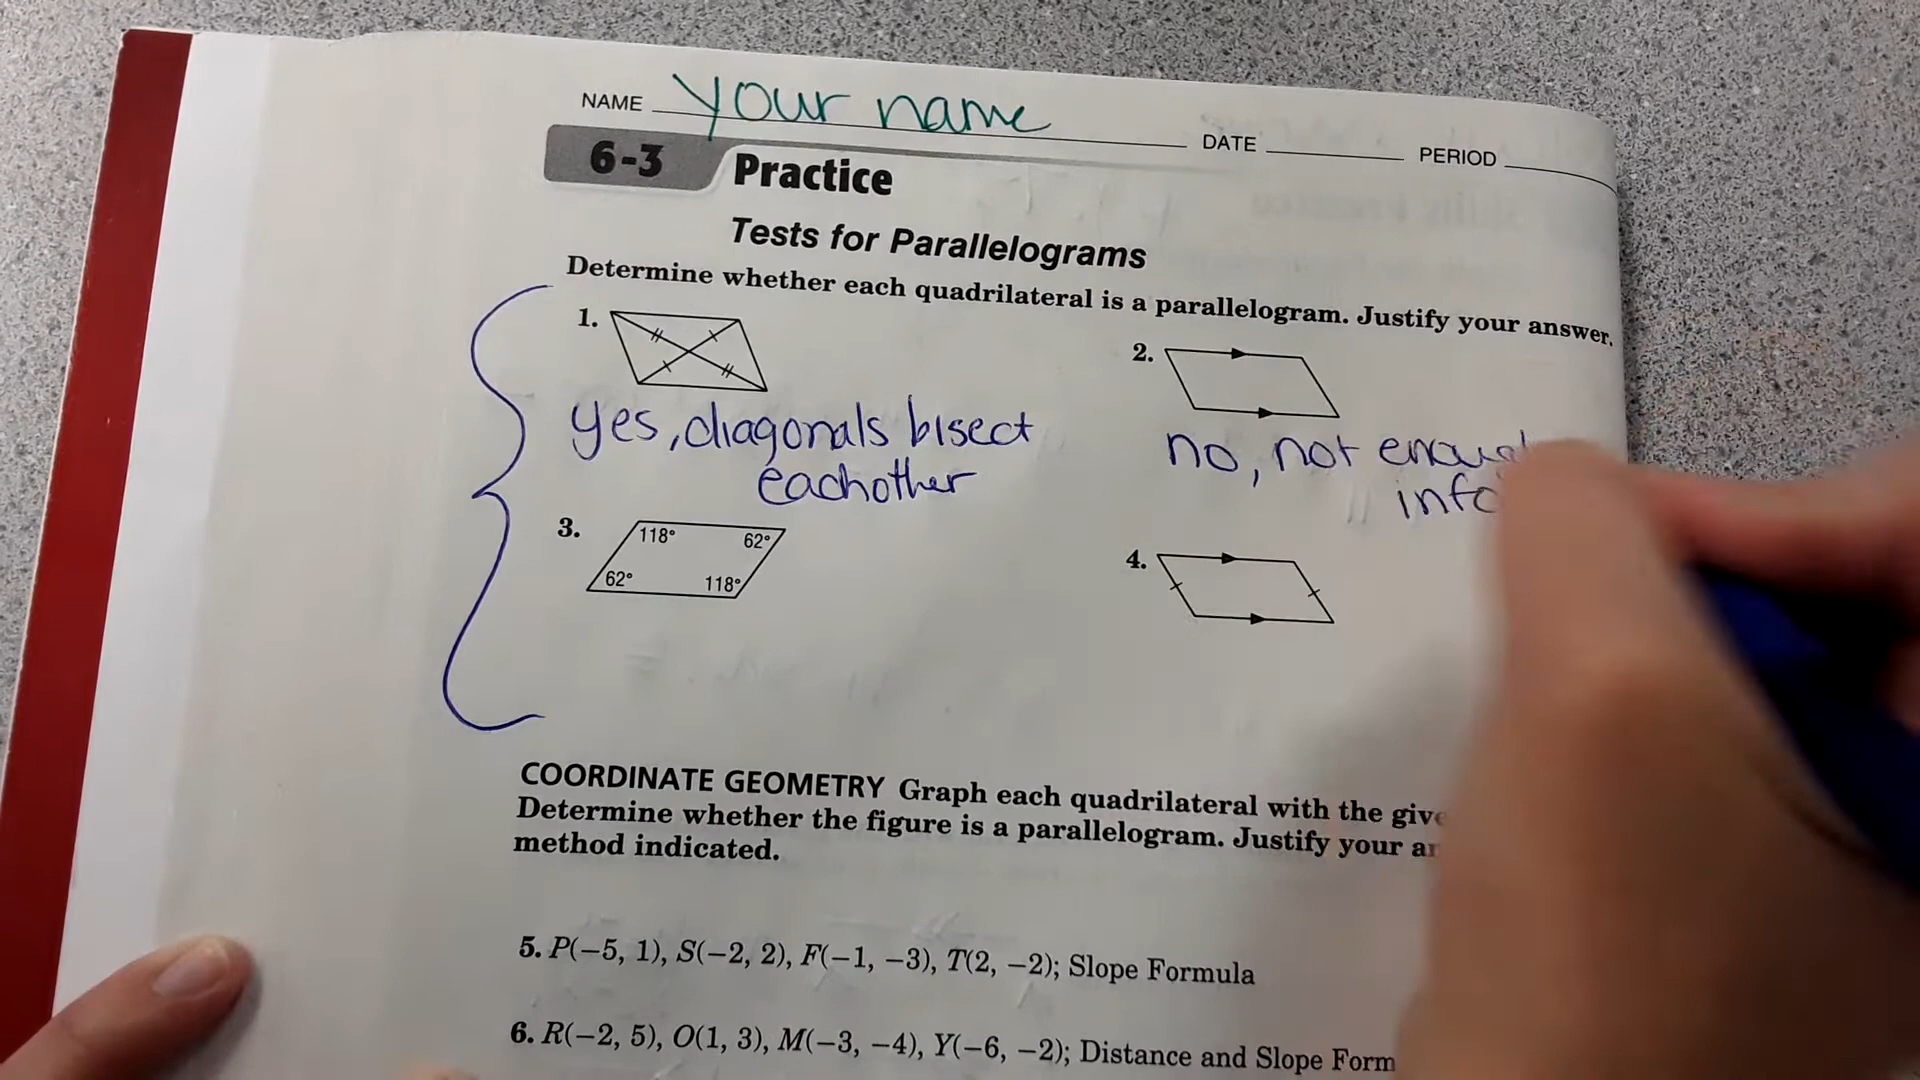 NAME your name DATE PERIOD
6-3 Practice
Tests for Parallelograms
Determine whether each quadrilateral is a parallelogram. Justify your answer.
1.
2.
yes, diagonals bisect
eachother
no, not
3.
118° 62°
62° 118°
4.
COORDINATE GEOMETRY Graph each quadrilateral with the
Determine whether the figure is a parallelogram. Justify your
method indicated.
5. P(−5, 1), S(−2, 2), F(−1, −3), T(2, −2); Slope Formula
6. R(−2, 5), O(1, 3), M(−3, −4), Y(−6, −2); Distance and Slope